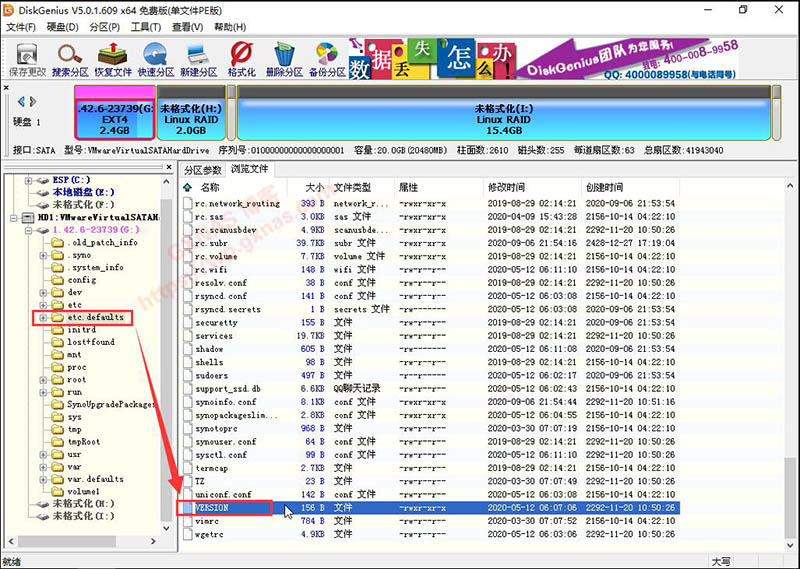 DiskGenius V5.0.1.609 x64 免费版(单文件PE版)
文件(F) 硬盘(D) 分区(P) 工具(T) 查看(V) 帮助(H)
保存更改 搜索分区 恢复文件 快速分区 新建分区 格式化 删除分区 备份分区
数据丢失怎么办!
DiskGenius团队为您服务!
致电: 400-008-9958
QQ: 4000089958(与电话同号)
硬盘 1
.42.6-23739(G:
EXT4
2.4GB
未格式化(H:)
Linux RAID
2.0GB
未格式化(I:)
Linux RAID
15.4GB
接口:SATA 型号:VMwareVirtualSATAHardDrive 序列号:01000000000000000001 容量:20.0GB(20480MB) 柱面数:2610 磁头数:255 每道扇区数:63 总扇区数:41943040
ESP(C:)
本地磁盘(E:)
未格式化(F:)
HD1:VMwareVirtualSATAH
1.42.6-23739(G:)
.old_patch_info
.syno
.system_info
config
dev
etc
etc.defaults
initrd
lost+found
mnt
proc
root
run
SynoUpgradePackages
sys
tmp
tmpRoot
usr
var
var.defaults
volume1
未格式化(H:)
未格式化(I:)
分区参数 浏览文件
名称 大小 文件类型 属性 修改时间 创建时间
rc.network_routing 393 B n... -rwxr-xr-x 2019-08-29 02:14:21 2020-09-06 21:53:54
rc.sas 3.0KB sas 文件 -rwxr-xr-x 2020-04-09 15:43:28 2156-10-14 04:22:10
rc.scanusbdev 4.9KB scanusbde... -rwxr-xr-x 2019-08-29 02:14:21 2292-11-20 10:50:26
rc.subr 39.7KB subr 文件 -rwxr-xr-x 2020-09-06 21:54:16 2428-12-27 17:19:04
rc.volume 7.7KB volume 文件 -rwxr-xr-x 2019-08-29 02:14:21 2156-10-14 04:22:10
rc.wifi 148 B wifi 文件 -rwxr-xr-x 2020-05-12 06:11:10 2156-10-14 04:22:10
resolv.conf 38 B conf 文件 -rw-r--r-- 2019-08-29 02:14:21 2292-11-20 10:50:26
rsyncd.conf 141 B conf 文件 -rw-r--r-- 2020-05-12 06:03:08 2156-10-14 04:22:10
rsyncd.secrets 1 B secrets 文件 -rw------- 2020-05-12 06:03:08 2156-10-14 04:22:10
securetty 155 B 文件 -rw-r--r-- 2019-08-29 02:14:21 2156-10-14 04:22:10
services 19.7KB 文件 -rw-r--r-- 2019-08-29 02:14:21 2292-11-20 10:50:26
shadow 605 B 文件 2020-05-12 06:11:10 2156-10-14 04:22:10
shells 98 B 文件 -rw-r--r-- 2019-08-29 02:14:21 2156-10-14 04:22:10
sudoers 497 B 文件 2020-05-12 06:02:17 2020-09-06 21:53:54
support_ssd.db 6.6KB QQ聊天记录 -rw-r--r-- 2020-05-12 06:02:43 2156-10-14 04:22:10
synoinfo.conf 8.1KB conf 文件 -rwxr-xr-x 2020-09-06 21:54:44 2292-11-20 16:51:16
synopackageslim... 2.8KB conf 文件 -rwxr-xr-x 2020-05-12 06:04:55 2156-10-14 04:22:10
synotoprc 968 B 文件 -rw-r--r-- 2020-03-30 07:07:19 2156-10-14 04:22:10
synouser.conf 64 B conf 文件 -rw-r--r-- 2019-08-29 02:14:21 2292-11-20 10:50:26
sysctl.conf 99 B conf 文件 -rw-r--r-- 2020-05-12 06:11:10 2292-11-20 10:50:26
termcap 2.7KB 文件 -rw-r--r-- 2019-08-29 02:14:21 2156-10-14 04:22:10
TZ 23 B 文件 -rw-r--r-- 2020-03-30 07:07:49 2292-11-20 10:50:26
uniconf.conf 142 B conf 文件 -rw-r--r-- 2020-05-12 06:03:08 2156-10-14 04:22:10
VERSION 156 B 文件 -rwxr-xr-x 2020-05-12 06:07:06 2292-11-20 10:50:26
vimrc 784 B 文件 -rw-r--r-- 2020-03-30 07:07:52 2156-10-14 04:22:10
wgetrc 4.9KB 文件 -rw-r--r-- 2020-03-30 06:03:46 2292-11-20 10:50:26
就绪 大写